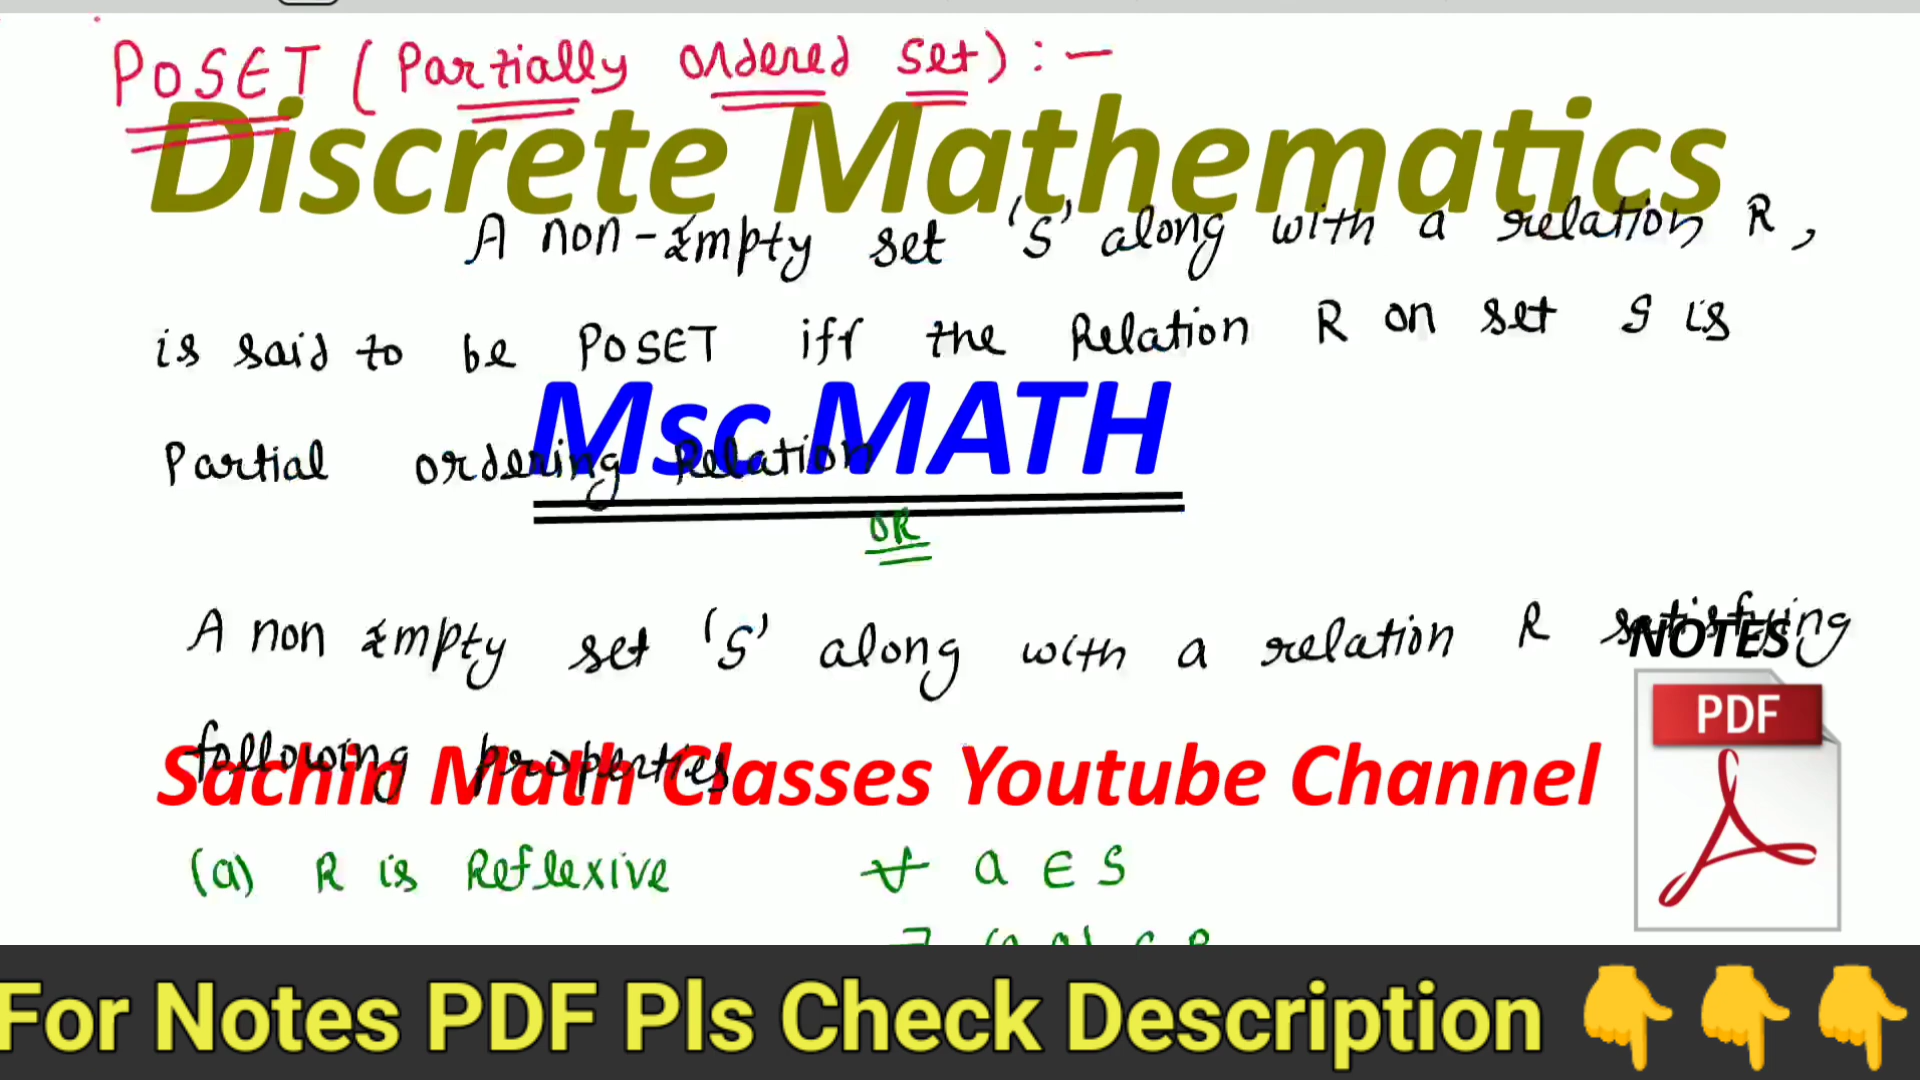 POSET (Partially ordered set) : -
Discrete Mathematics
A non-Empty set 'S' along with a relation R,
is said to be POSET iff the Relation R on set S is
Msc MATH
Partial ordering Relation
OR
A non Empty set 'S' along with a relation R satisfying
NOTES
PDF
following properties
Sachin Math Classes Youtube Channel
(a) R is Reflexive ∀ a ∈ S
For Notes PDF Pls Check Description 👇👇👇